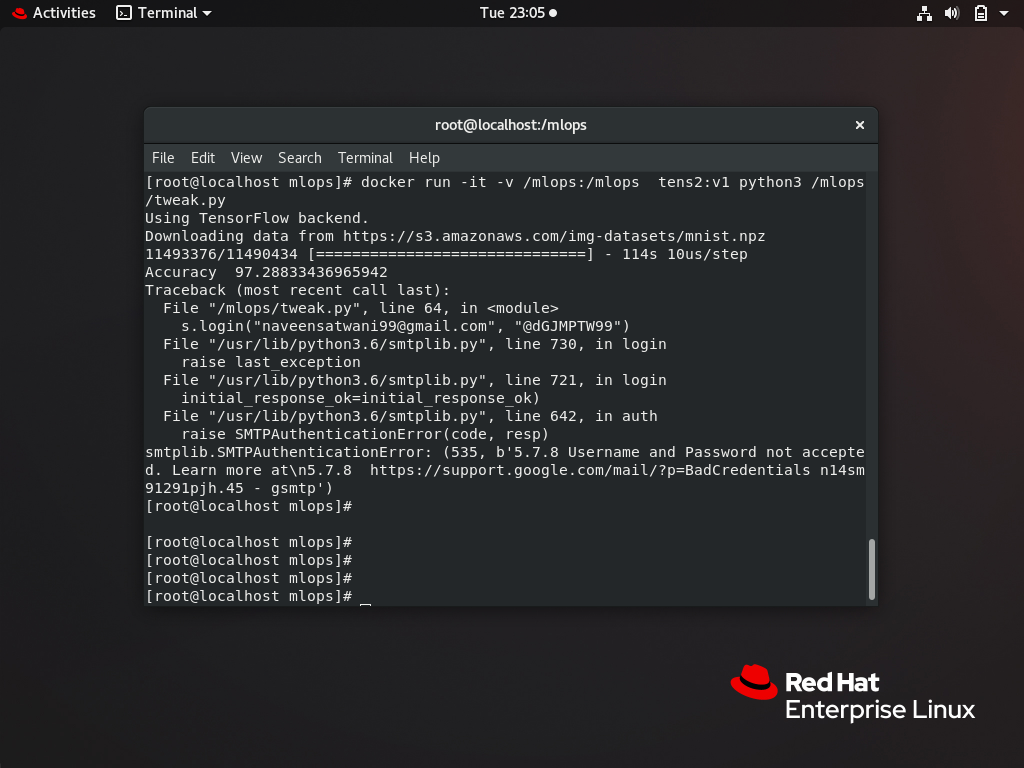 Activities Terminal Tue 23:05
root@localhost:/mlops
File Edit View Search Terminal Help
[root@localhost mlops]# docker run -it -v /mlops:/mlops  tens2:v1 python3 /mlops
/tweak.py
Using TensorFlow backend.
Downloading data from https://s3.amazonaws.com/img-datasets/mnist.npz
11493376/11490434 [==============================] - 114s 10us/step
Accuracy  97.28833436965942
Traceback (most recent call last):
  File "/mlops/tweak.py", line 64, in <module>
    s.login("naveensatwani99@gmail.com", "@dGJMPTW99")
  File "/usr/lib/python3.6/smtplib.py", line 730, in login
    raise last_exception
  File "/usr/lib/python3.6/smtplib.py", line 721, in login
    initial_response_ok=initial_response_ok)
  File "/usr/lib/python3.6/smtplib.py", line 642, in auth
    raise SMTPAuthenticationError(code, resp)
smtplib.SMTPAuthenticationError: (535, b'5.7.8 Username and Password not accepte
d. Learn more at\n5.7.8  https://support.google.com/mail/?p=BadCredentials n14sm
91291pjh.45 - gsmtp')
[root@localhost mlops]#
[root@localhost mlops]#
[root@localhost mlops]#
[root@localhost mlops]#
[root@localhost mlops]#
Red Hat
Enterprise Linux